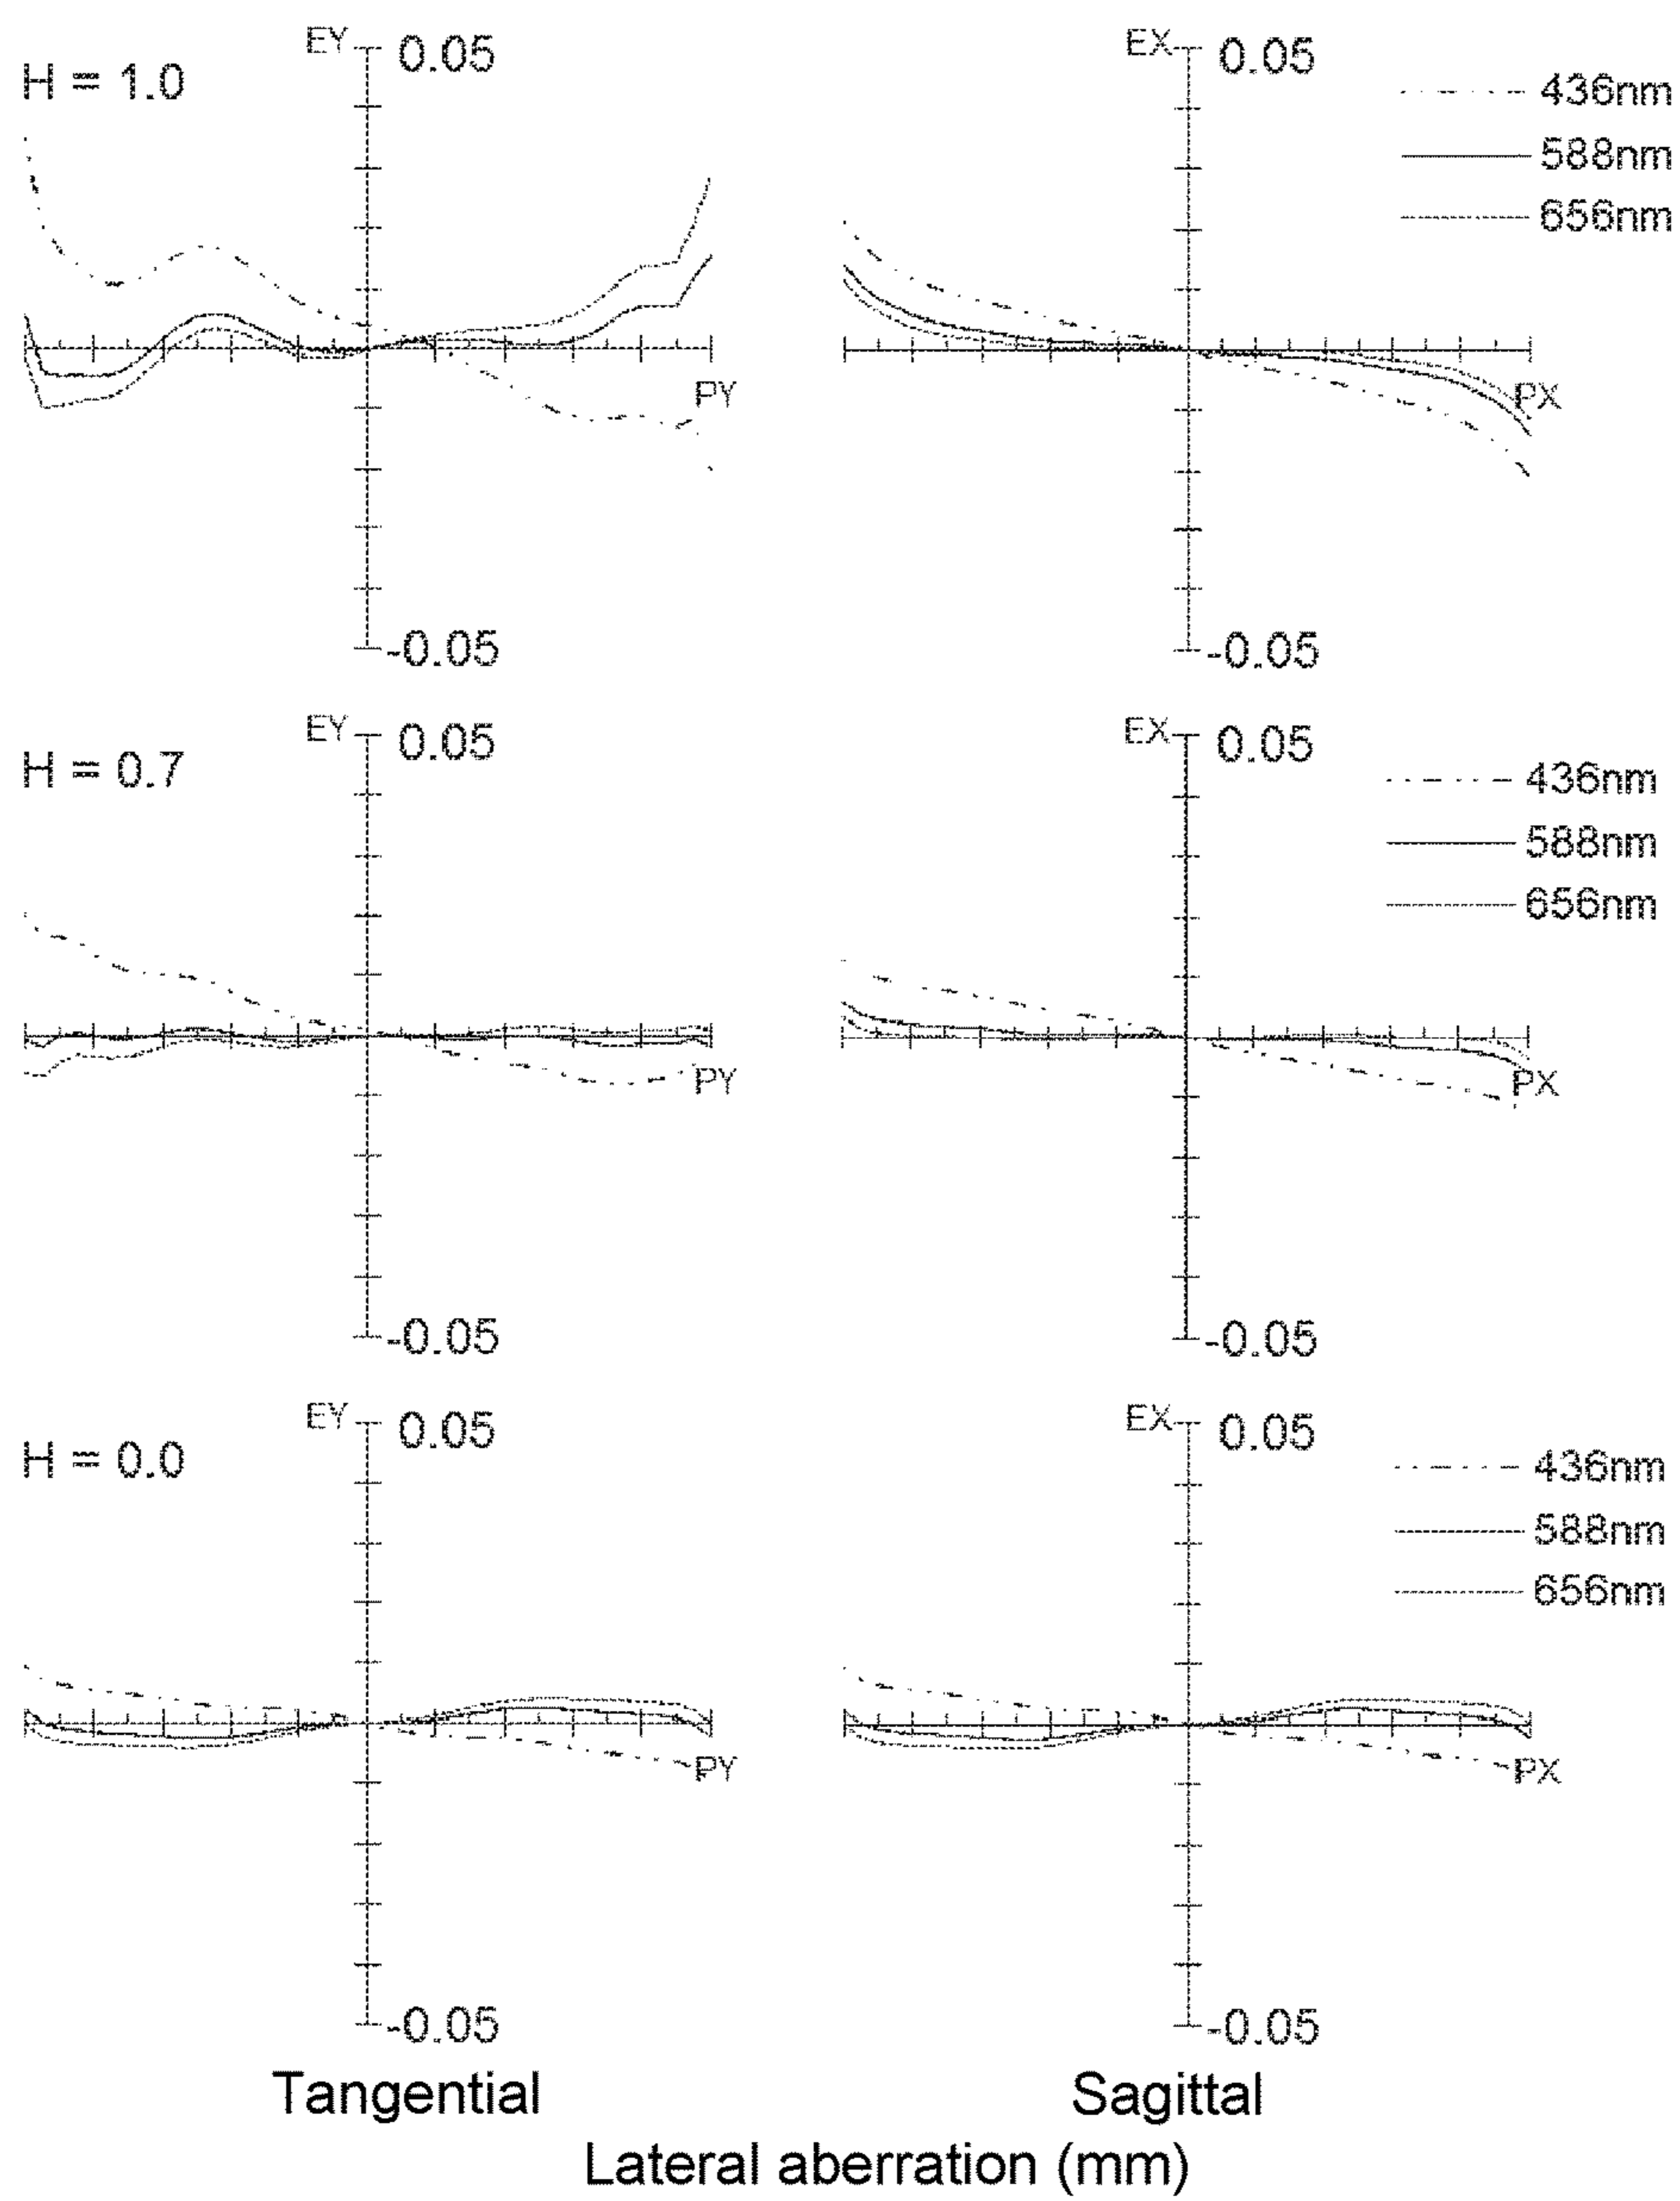 H = 1.0
EY 0.05
-0.05
PY
EX 0.05
-0.05
PX
436nm
588nm
656nm
H = 0.7
EY 0.05
-0.05
PY
EX 0.05
-0.05
PX
436nm
588nm
656nm
H = 0.0
EY 0.05
-0.05
PY
EX 0.05
-0.05
PX
436nm
588nm
656nm
Tangential
Sagittal
Lateral aberration (mm)